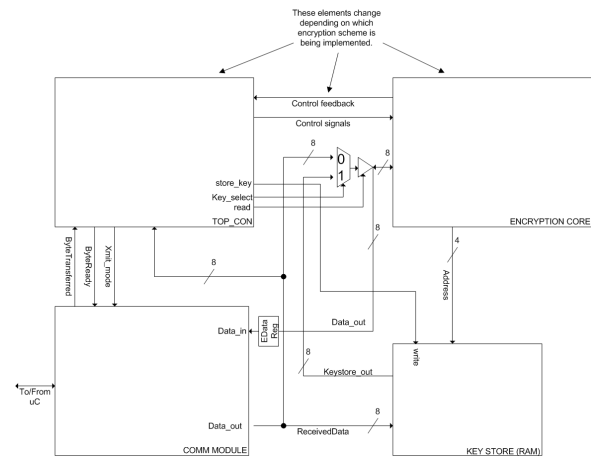 These elements change
depending on which
encryption scheme is
being implemented.
Control feedback
Control signals
8
0
1
8
8
store_key
Key_select
read
TOP_CON
ENCRYPTION CORE
8
ByteTransferred
ByteReady
Xmit_mode
8
4
Address
Data_in
EData
Reg
Data_out
write
8
Keystore_out
To/From
uC
Data_out
ReceivedData
8
COMM MODULE
KEY STORE (RAM)